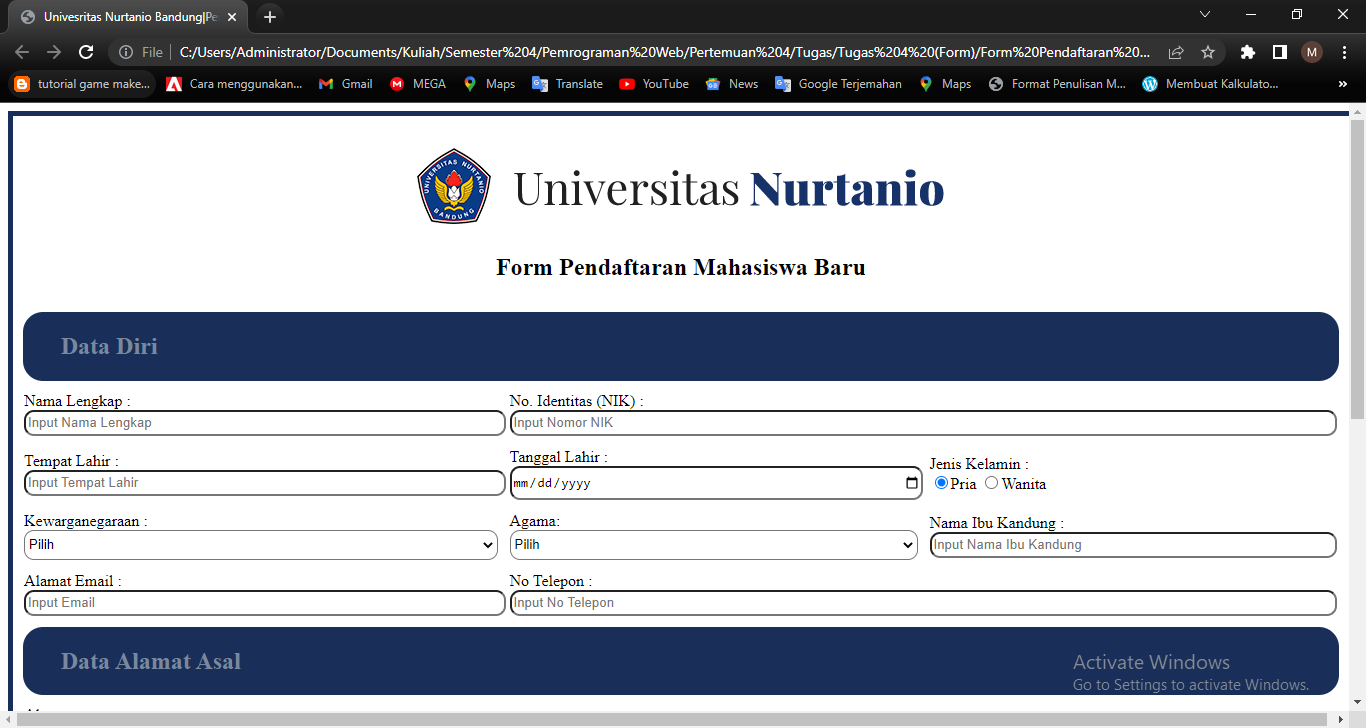 Univesritas Nurtanio Bandung|Pe
File
C:/Users/Administrator/Documents/Kuliah/Semester%204/Pemrograman%20Web/Pertemuan%204/Tugas/Tugas%204%20(Form)/Form%20Pendaftaran%20...
M
tutorial game make...
Cara menggunakan...
Gmail
MEGA
Maps
Translate
YouTube
News
Google Terjemahan
Maps
Format Penulisan M...
Membuat Kalkulato...
»
UNIVERSITAS NURTANIO
BANDUNG
Universitas Nurtanio
Form Pendaftaran Mahasiswa Baru
Data Diri
Nama Lengkap :
No. Identitas (NIK) :
Input Nama Lengkap
Input Nomor NIK
Tempat Lahir :
Tanggal Lahir :
Jenis Kelamin :
Input Tempat Lahir
mm/dd/yyyy
Pria
Wanita
Kewarganegaraan :
Agama:
Nama Ibu Kandung :
Pilih
Pilih
Input Nama Ibu Kandung
Alamat Email :
No Telepon :
Input Email
Input No Telepon
Data Alamat Asal
Activate Windows
Go to Settings to activate Windows.